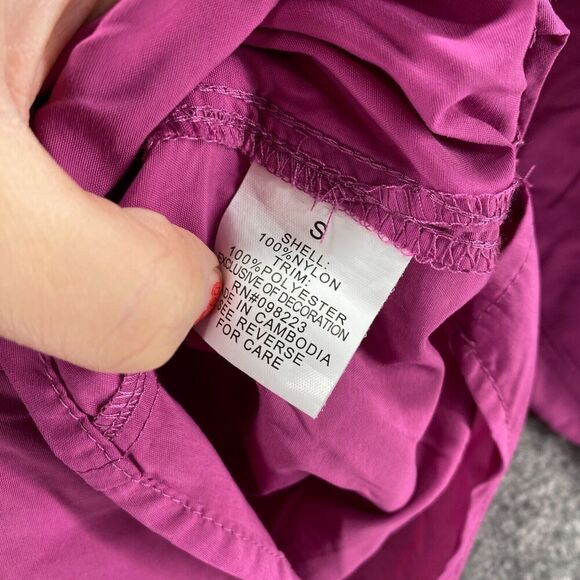 S
SHELL:
100%NYLON
TRIM:
100%POLYESTER
EXCLUSIVE OF DECORATION
RN#098223
IN CAMBODIA
REVERSE
FOR CARE